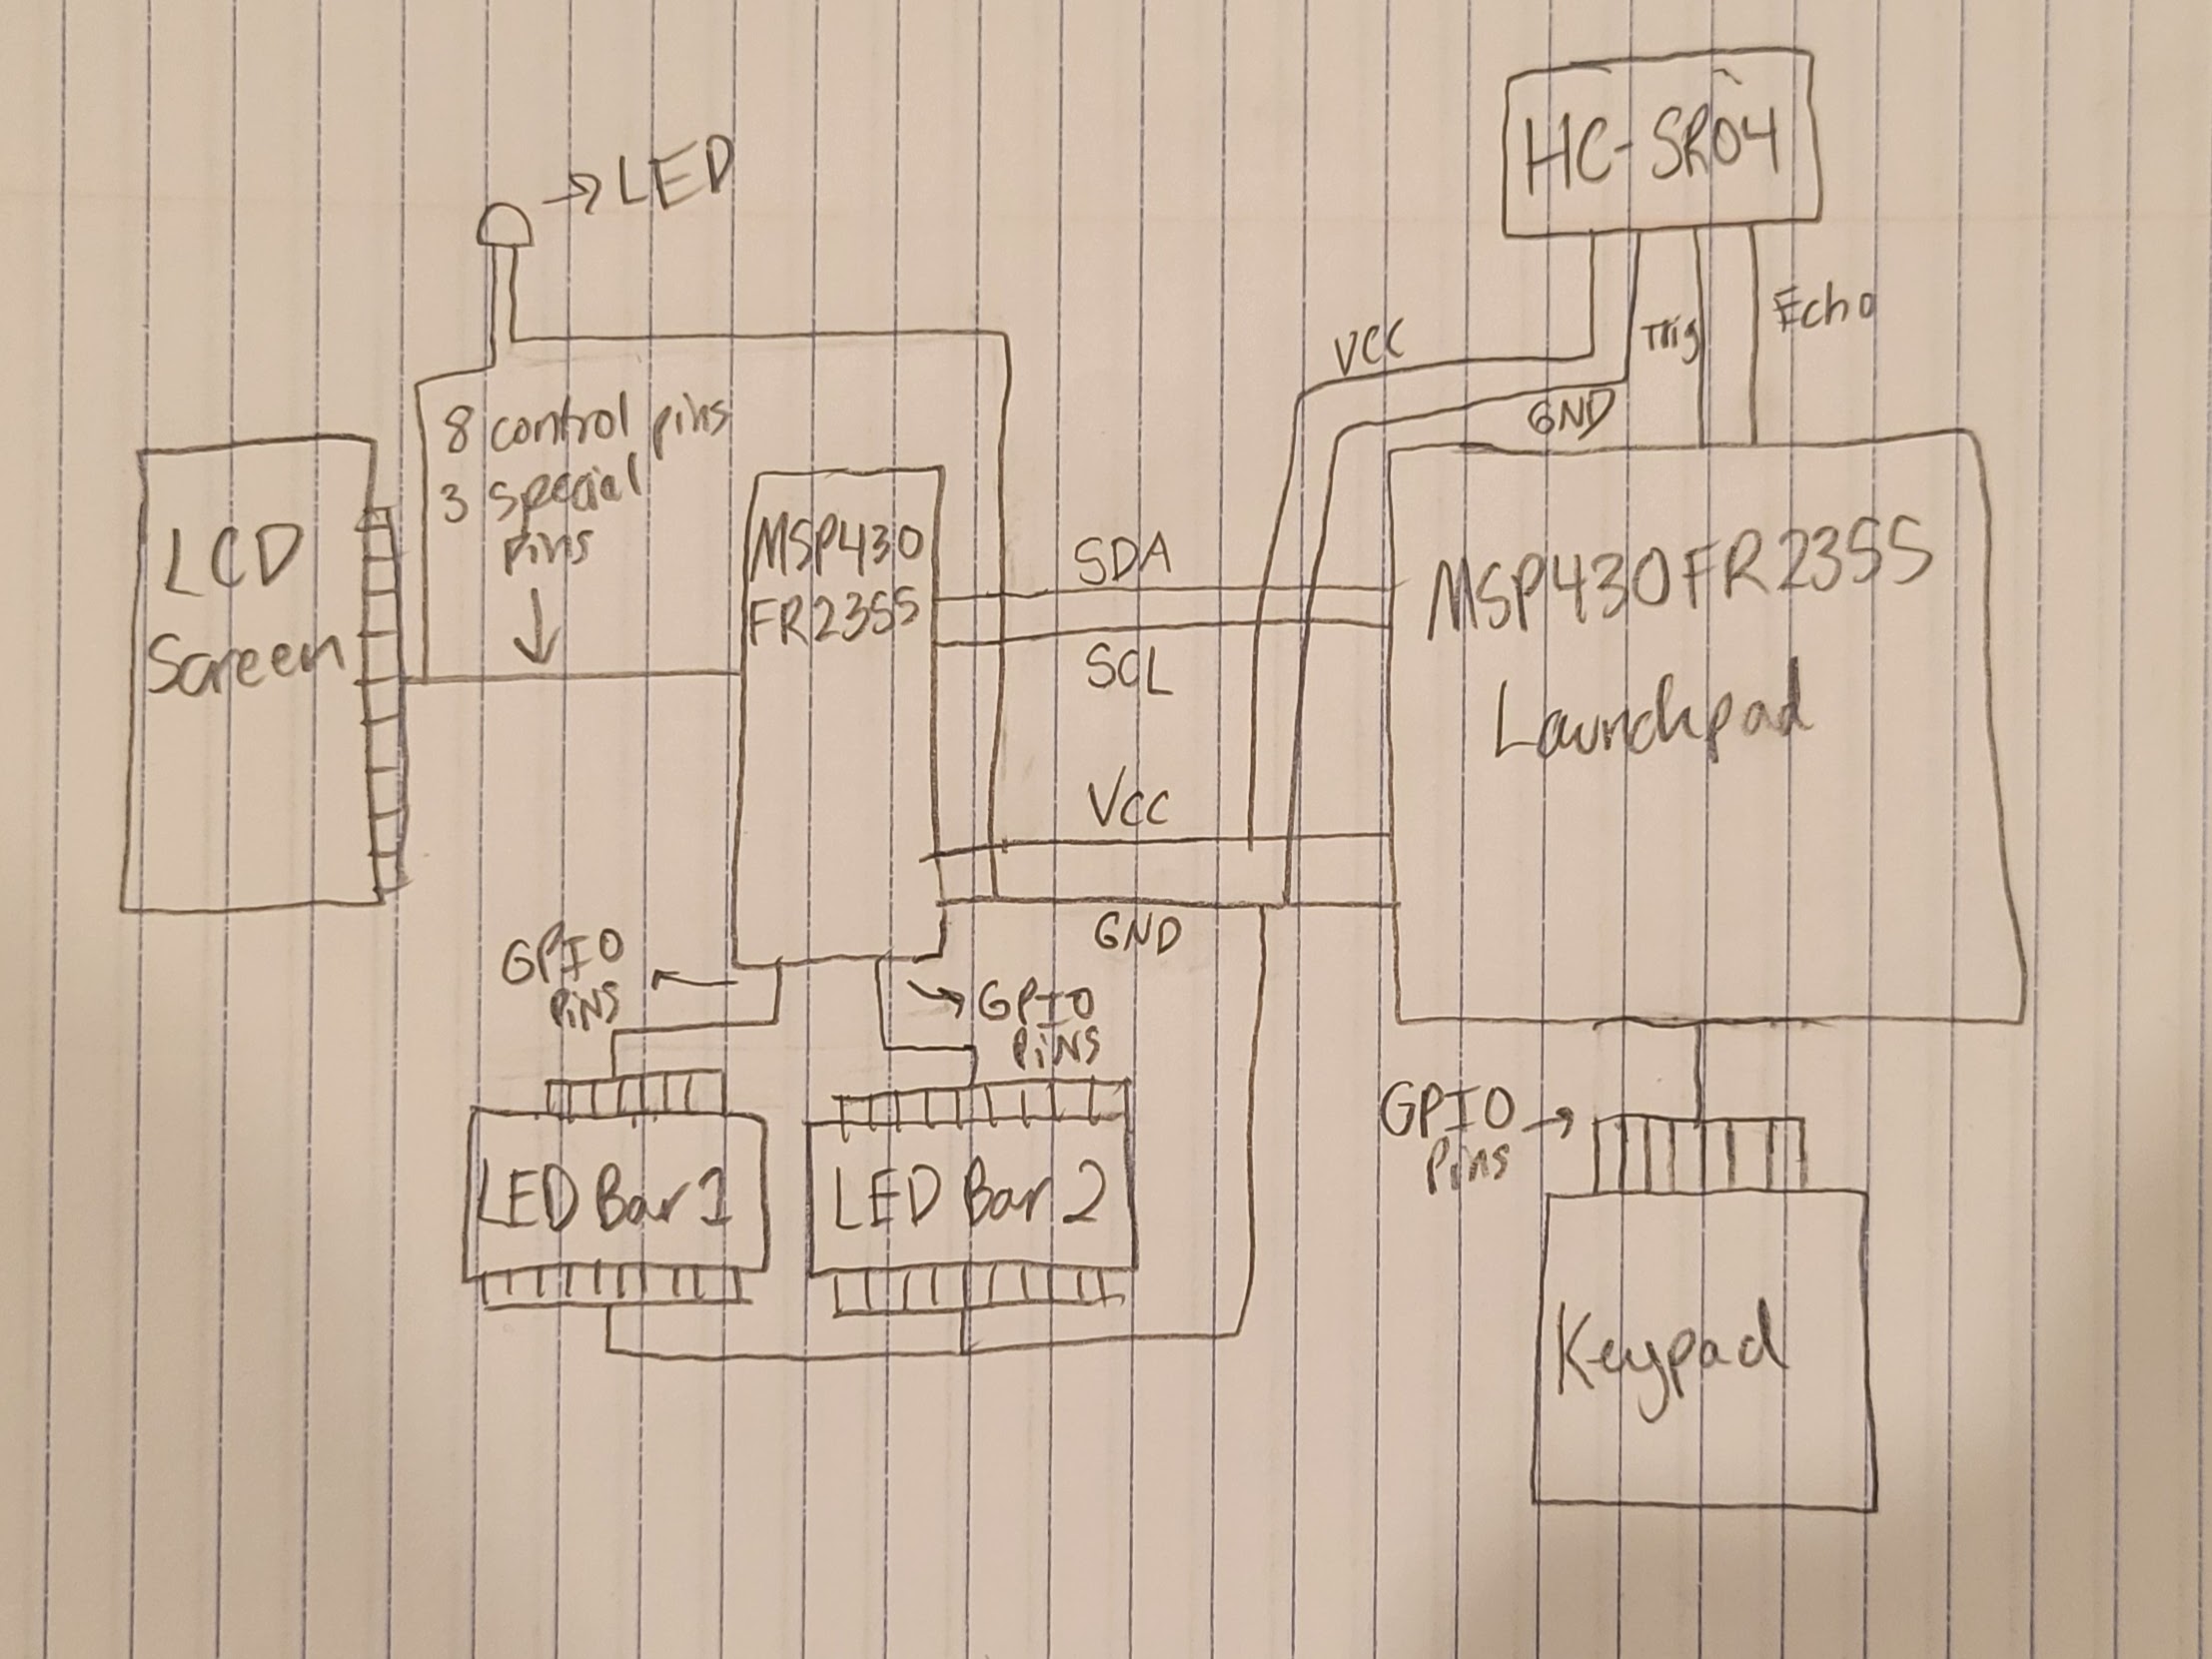 HC-SR04
LED
VCC
Trig
Echo
GND
8 control pins
3 special
pins
LCD
Screen
MSP430
FR2355
SDA
SCL
MSP430FR2355
Launchpad
VCC
GND
GPIO
PiNS
GPIO
PiNS
GPIO
Pins
LED Bar 1
LED Bar 2
Keypad